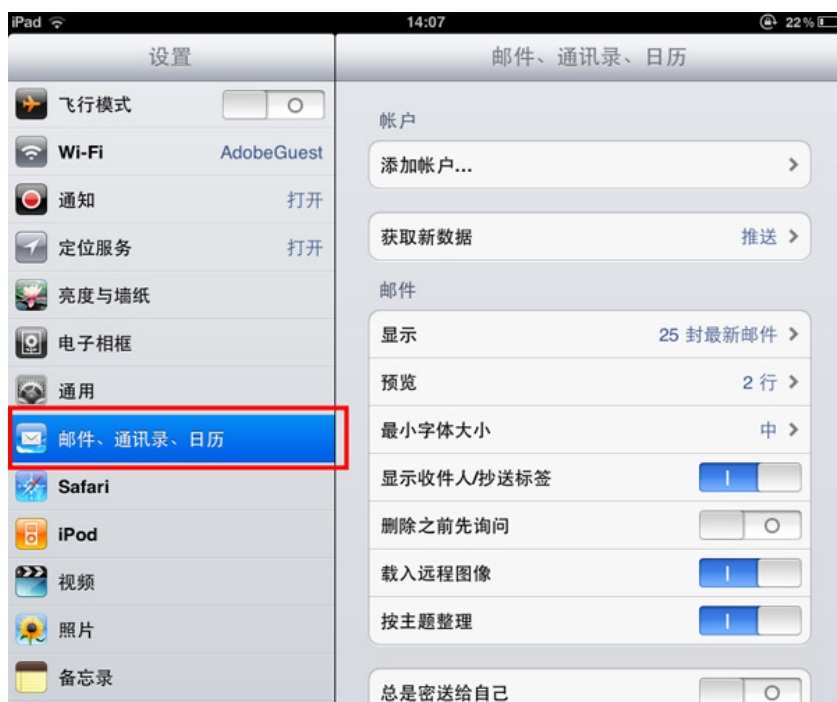 iPad 14:07 22%
设置
飞行模式
Wi-Fi AdobeGuest
通知 打开
定位服务 打开
亮度与墙纸
电子相框
通用
邮件、通讯录、日历
Safari
iPod
视频
照片
备忘录
邮件、通讯录、日历
帐户
添加帐户...
获取新数据 推送
邮件
显示 25 封最新邮件
预览 2 行
最小字体大小 中
显示收件人/抄送标签
删除之前先询问
载入远程图像
按主题整理
总是密送给自己